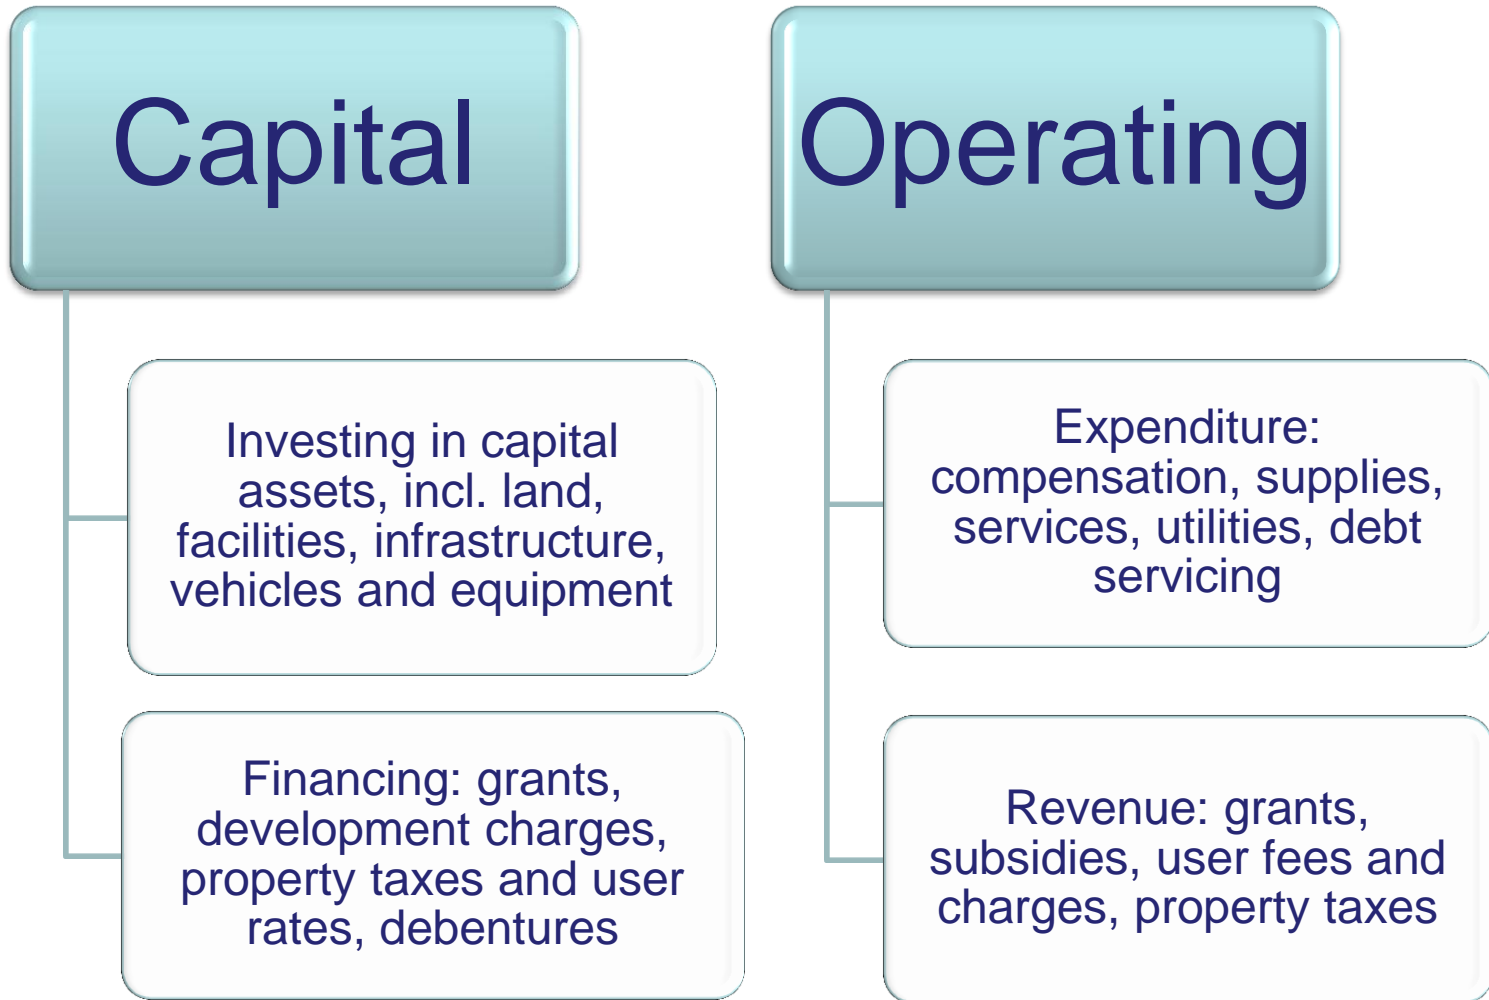 Capital
Investing in capital
assets, incl. land,
facilities, infrastructure,
vehicles and equipment
Financing: grants,
development charges,
property taxes and user
rates, debentures
Operating
Expenditure:
compensation, supplies,
services, utilities, debt
servicing
Revenue: grants,
subsidies, user fees and
charges, property taxes